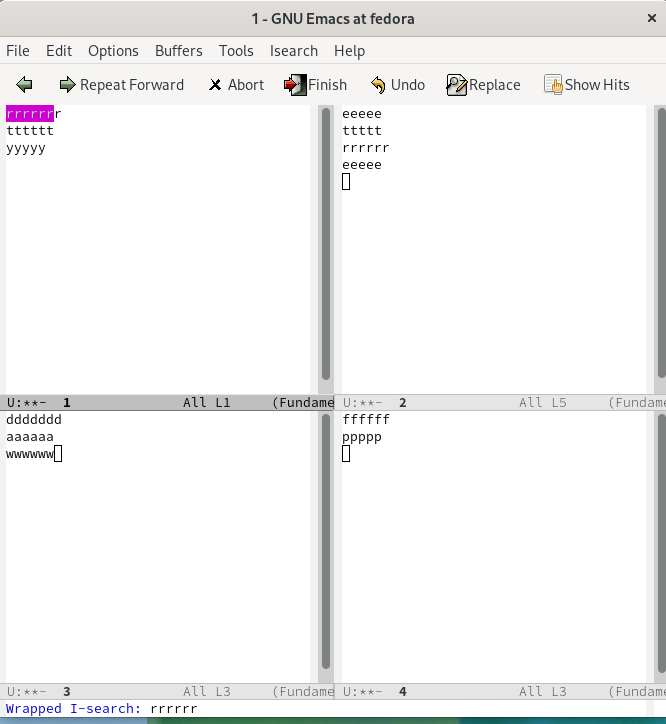 1 - GNU Emacs at fedora
File Edit Options Buffers Tools Isearch Help
Repeat Forward Abort Finish Undo Replace Show Hits
rrrrrrr
tttttt
yyyyy
U:**- 1 All L1 (Fundame
eeeee
ttttt
rrrrrr
eeeee
U:**- 2 All L5 (Fundame
ddddddd
aaaaaa
wwwwww
U:**- 3 All L3 (Fundame
ffffff
ppppp
U:**- 4 All L3 (Fundame
Wrapped I-search: rrrrrr